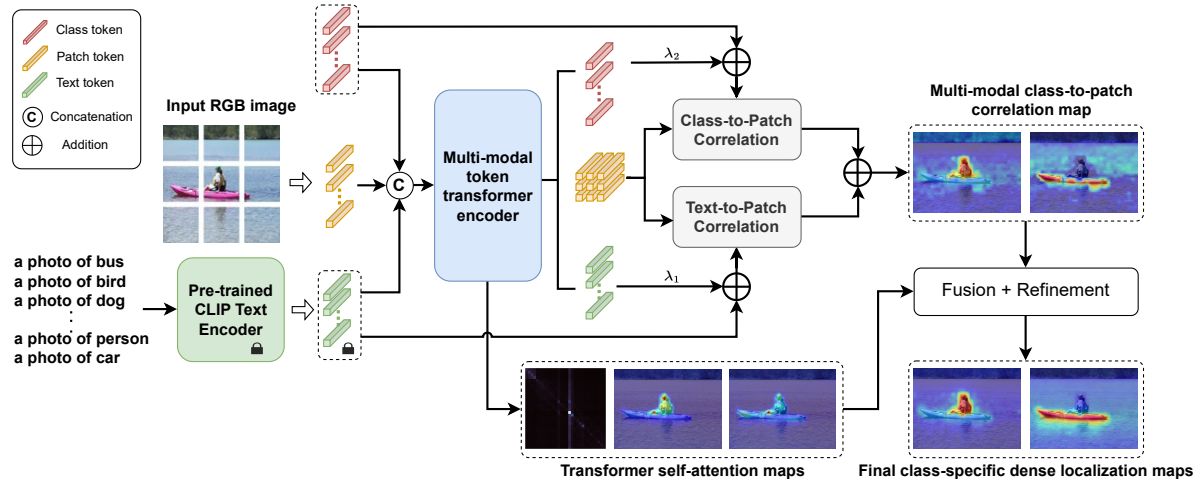 Class token
Patch token
Text token
C
Concatenation
Addition
Input RGB image
a photo of bus
a photo of bird
a photo of dog
a photo of person
a photo of car
Pre-trained
CLIP Text
Encoder
C
Multi-modal
token
transformer
encoder
λ2
Class-to-Patch
Correlation
Text-to-Patch
Correlation
λ1
Multi-modal class-to-patch
correlation map
Fusion + Refinement
Transformer self-attention maps
Final class-specific dense localization maps